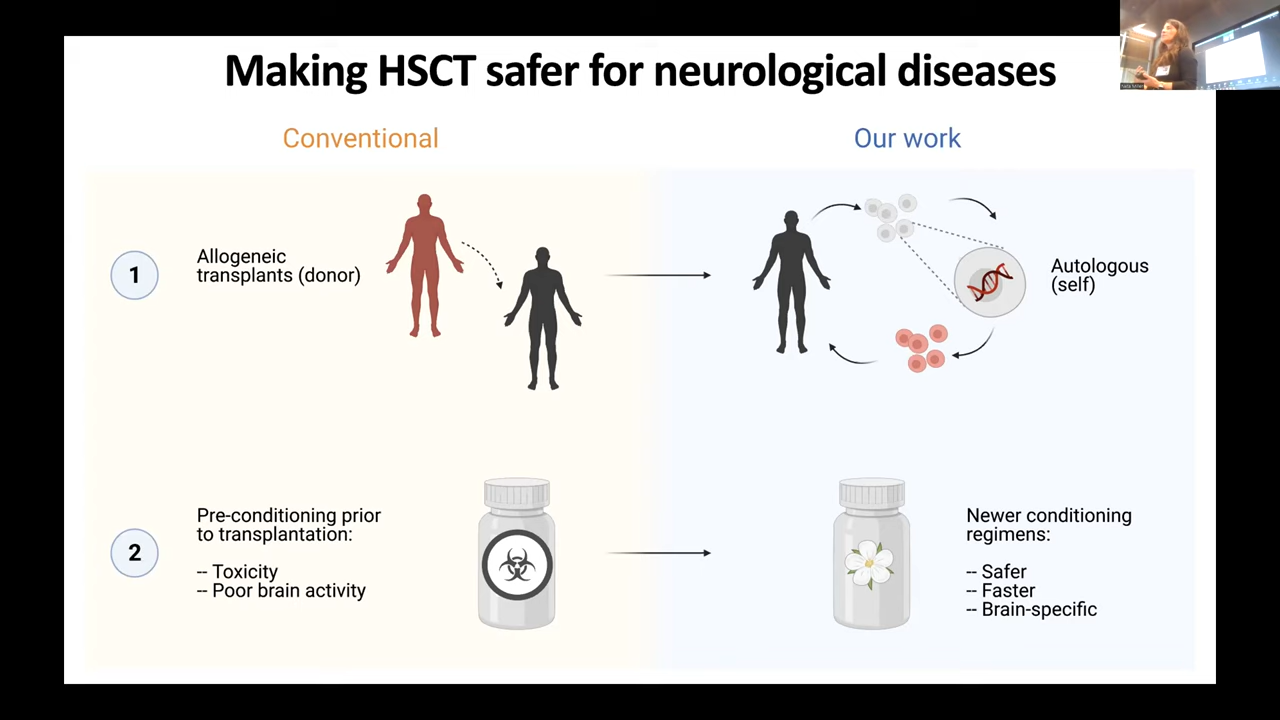 Making HSCT safer for neurological diseases
Conventional
Our work
1
Allogeneic
transplants (donor)
Autologous
(self)
2
Pre-conditioning prior
to transplantation:
-- Toxicity
-- Poor brain activity
Newer conditioning
regimens:
-- Safer
-- Faster
-- Brain-specific